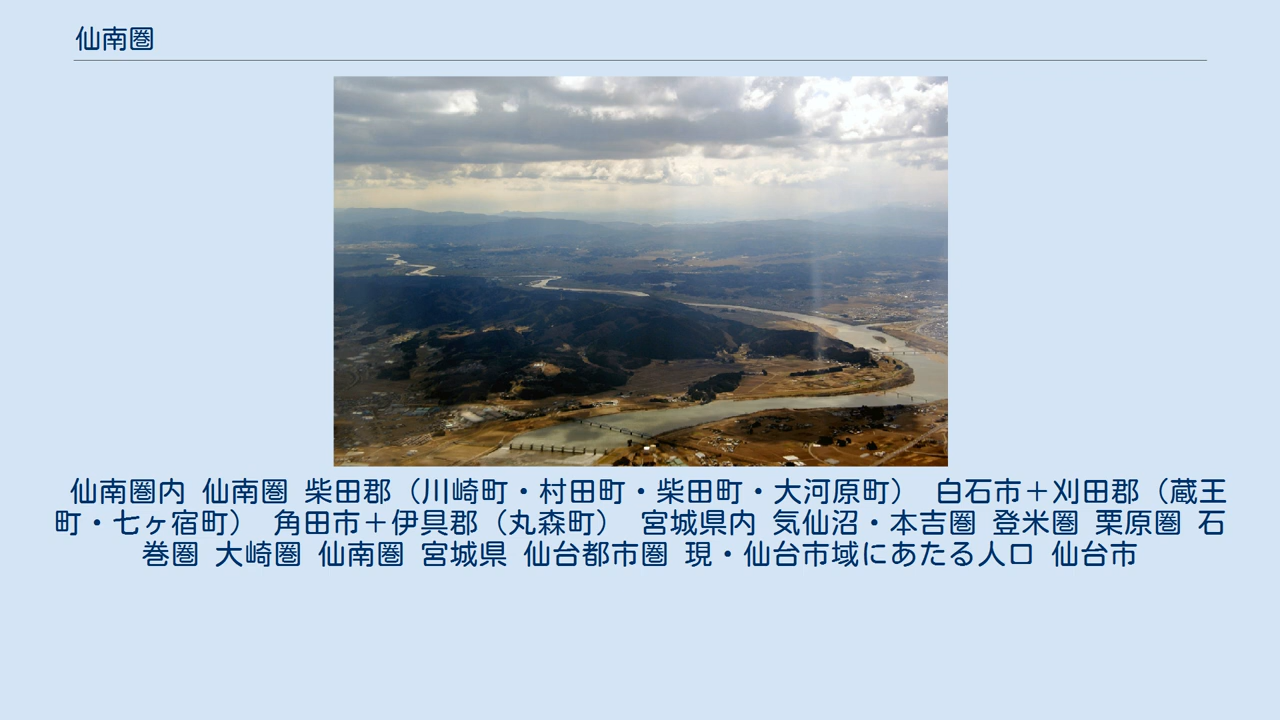 仙南圏
仙南圏内 仙南圏 柴田郡（川崎町・村田町・柴田町・大河原町） 白石市＋刈田郡（蔵王
町・七ヶ宿町） 角田市＋伊具郡（丸森町） 宮城県内 気仙沼・本吉圏 登米圏 栗原圏 石
巻圏 大崎圏 仙南圏 宮城県 仙台都市圏 現・仙台市域にあたる人口 仙台市